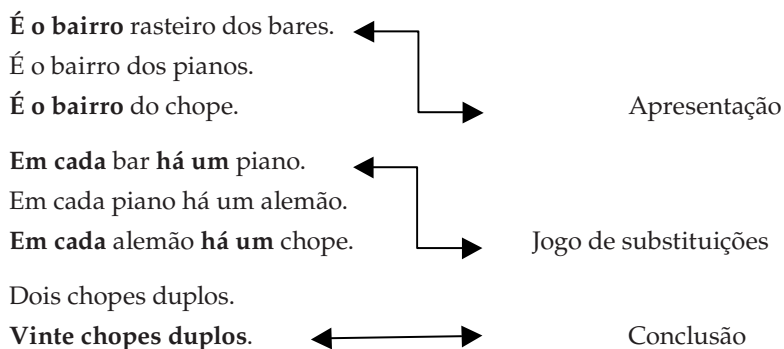 É o bairro rasteiro dos bares.
É o bairro dos pianos.
É o bairro do chope.
Apresentação
Em cada bar há um piano.
Em cada piano há um alemão.
Em cada alemão há um chope.
Jogo de substituições
Dois chopes duplos.
Vinte chopes duplos.
Conclusão